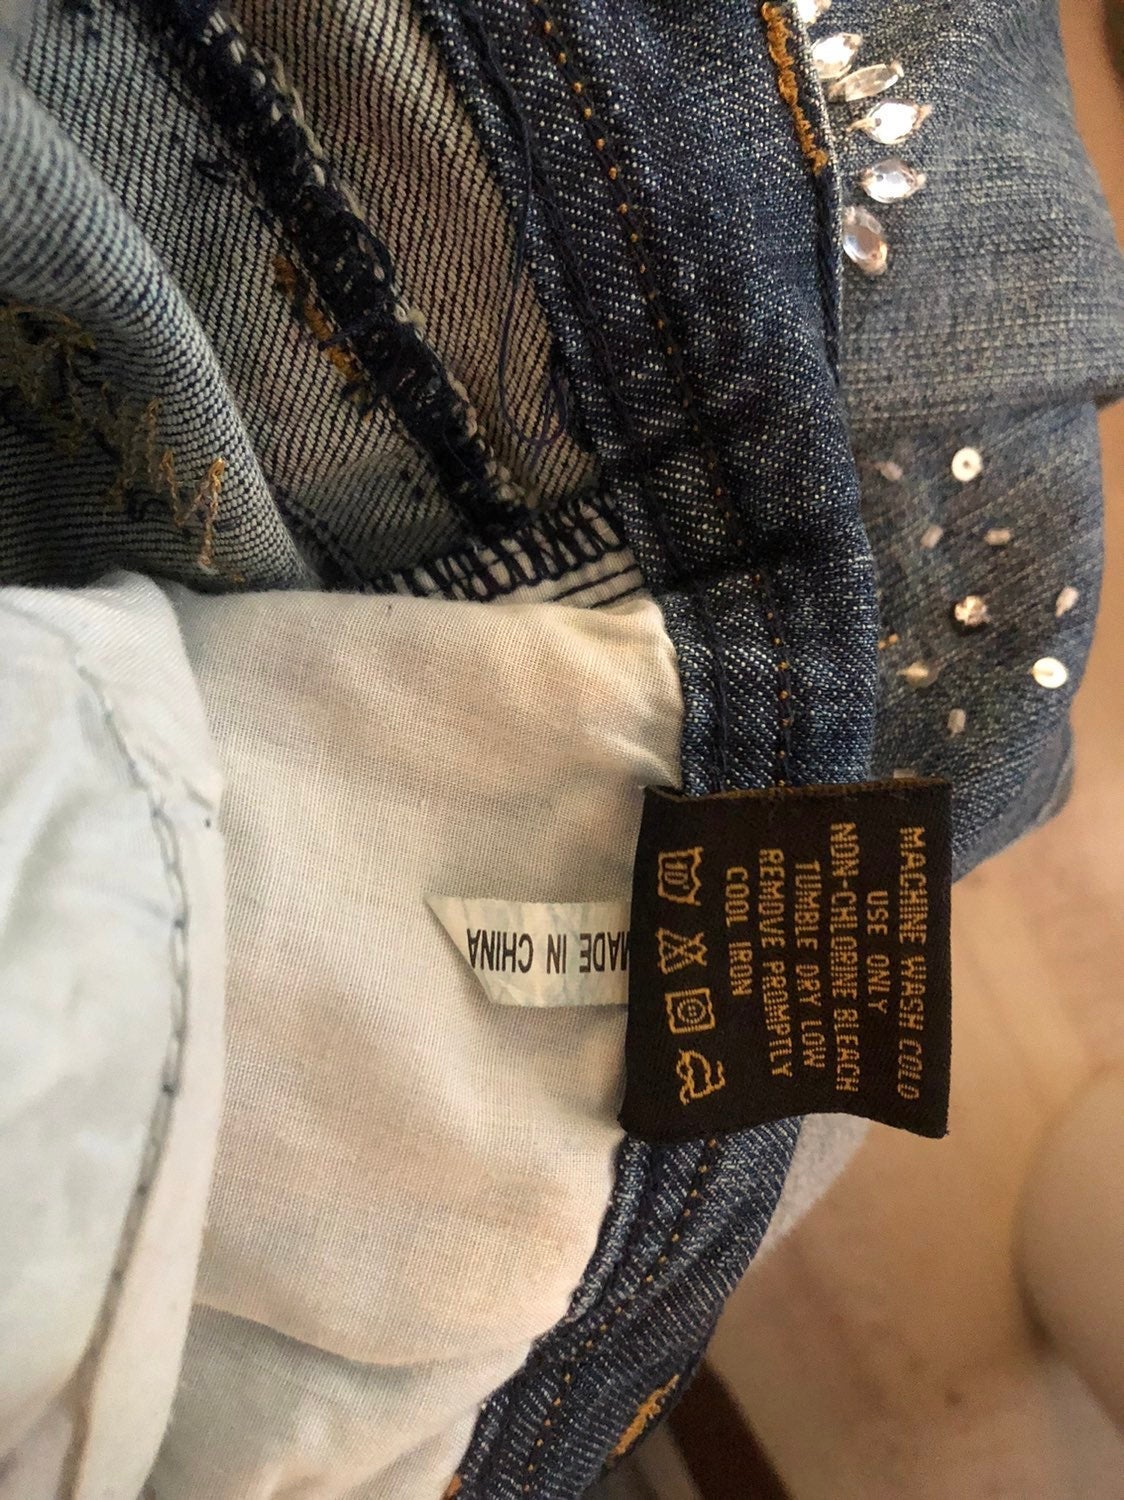 MACHINE WASH COLD
USE ONLY
NON-CHLORINE BLEACH
TUMBLE DRY LOW
REMOVE PROMPTLY
COOL IRON
MADE IN CHINA